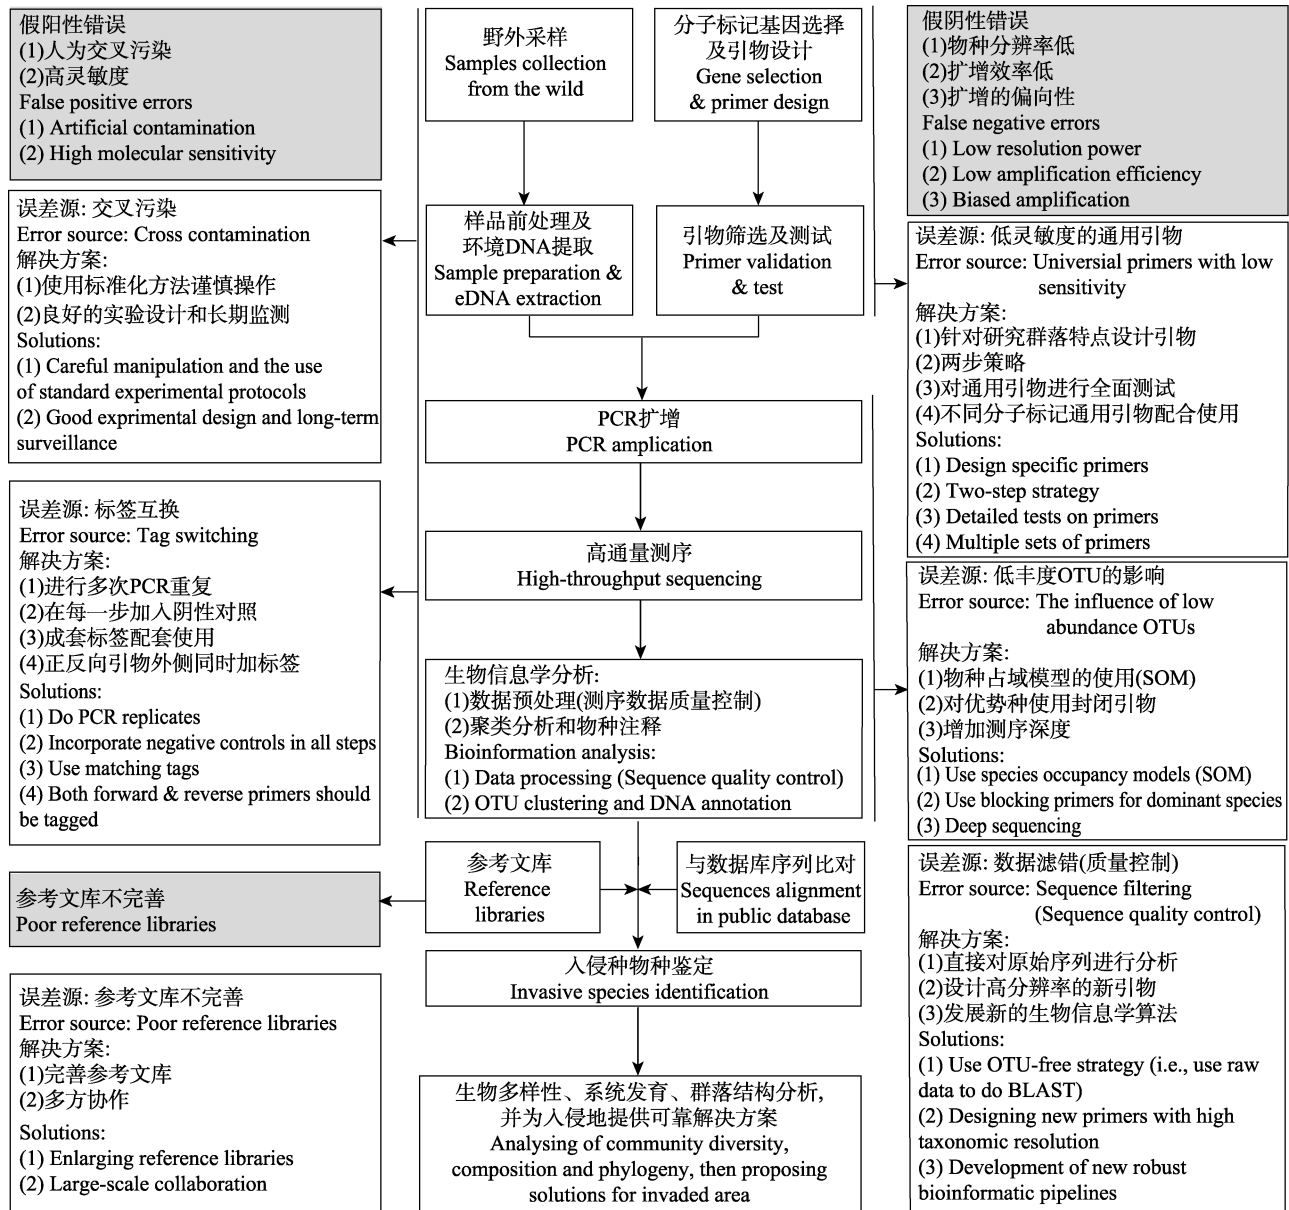 假阳性错误
(1)人为交叉污染
(2)高灵敏度
False positive errors
(1) Artificial contamination
(2) High molecular sensitivity
误差源: 交叉污染
Error source: Cross contamination
解决方案:
(1)使用标准化方法谨慎操作
(2)良好的实验设计和长期监测
Solutions:
(1) Careful manipulation and the use
of standard experimental protocols
(2) Good exprimental design and long-term
surveillance
误差源: 标签互换
Error source: Tag switching
解决方案:
(1)进行多次PCR重复
(2)在每一步加入阴性对照
(3)成套标签配套使用
(4)正反向引物外侧同时加标签
Solutions:
(1) Do PCR replicates
(2) Incorporate negative controls in all steps
(3) Use matching tags
(4) Both forward & reverse primers should
be tagged
参考文库不完善
Poor reference libraries
误差源: 参考文库不完善
Error source: Poor reference libraries
解决方案:
(1)完善参考文库
(2)多方协作
Solutions:
(1) Enlarging reference libraries
(2) Large-scale collaboration
野外采样
Samples collection
from the wild
分子标记基因选择
及引物设计
Gene selection
& primer design
样品前处理及
环境DNA提取
Sample preparation &
eDNA extraction
引物筛选及测试
Primer validation
& test
PCR扩增
PCR amplication
高通量测序
High-throughput sequencing
生物信息学分析:
(1)数据预处理(测序数据质量控制)
(2)聚类分析和物种注释
Bioinformation analysis:
(1) Data processing (Sequence quality control)
(2) OTU clustering and DNA annotation
参考文库
Reference
libraries
与数据库序列比对
Sequences alignment
in public database
入侵种物种鉴定
Invasive species identification
生物多样性、系统发育、群落结构分析,
并为入侵地提供可靠解决方案
Analysing of community diversity,
composition and phylogeny, then proposing
solutions for invaded area
假阴性错误
(1)物种分辨率低
(2)扩增效率低
(3)扩增的偏向性
False negative errors
(1) Low resolution power
(2) Low amplification efficiency
(3) Biased amplification
误差源: 低灵敏度的通用引物
Error source: Universial primers with low
sensitivity
解决方案:
(1)针对研究群落特点设计引物
(2)两步策略
(3)对通用引物进行全面测试
(4)不同分子标记通用引物配合使用
Solutions:
(1) Design specific primers
(2) Two-step strategy
(3) Detailed tests on primers
(4) Multiple sets of primers
误差源: 低丰度OTU的影响
Error source: The influence of low
abundance OTUs
解决方案:
(1)物种占域模型的使用(SOM)
(2)对优势种使用封闭引物
(3)增加测序深度
Solutions:
(1) Use species occupancy models (SOM)
(2) Use blocking primers for dominant species
(3) Deep sequencing
误差源: 数据滤错(质量控制)
Error source: Sequence filtering
(Sequence quality control)
解决方案:
(1)直接对原始序列进行分析
(2)设计高分辨率的新引物
(3)发展新的生物信息学算法
Solutions:
(1) Use OTU-free strategy (i.e., use raw
data to do BLAST)
(2) Designing new primers with high
taxonomic resolution
(3) Development of new robust
bioinformatic pipelines